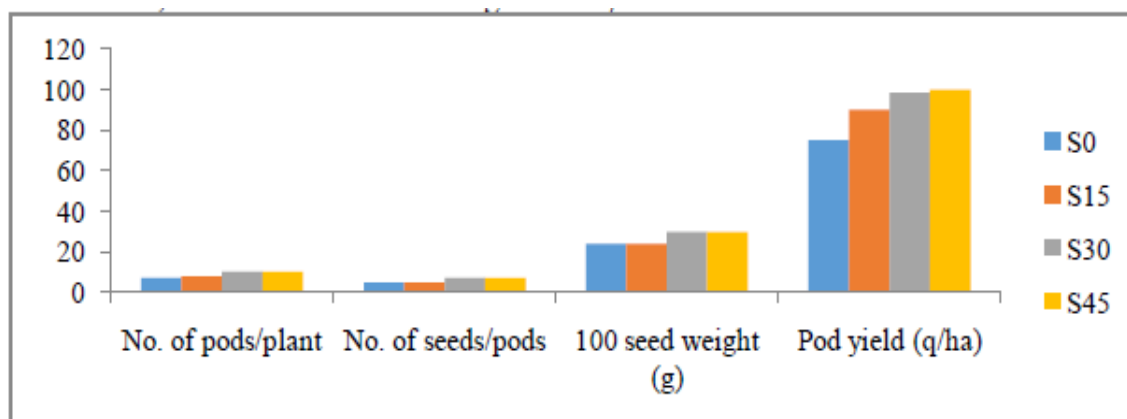 120
100
80
60
40
20
0
No. of pods/plant No. of seeds/pods 100 seed weight (g) Pod yield (q/ha)
S0
S15
S30
S45